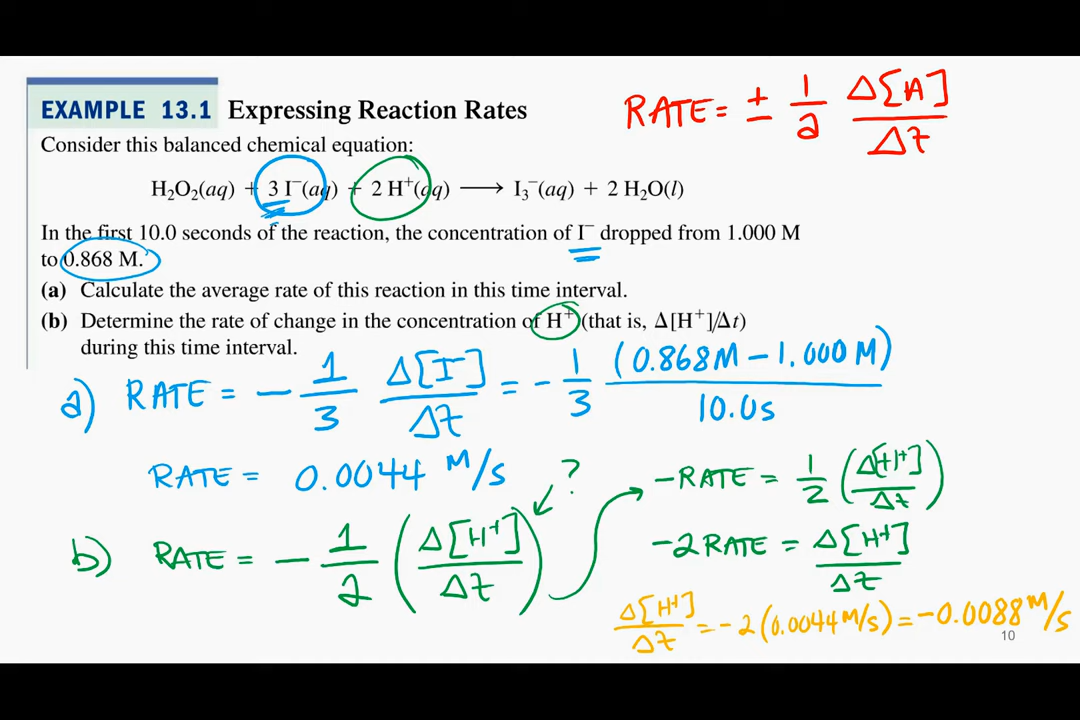 EXAMPLE 13.1 Expressing Reaction Rates
RATE = ± 1/2 Δ[A]/Δt
Consider this balanced chemical equation:
H₂O₂(aq) + 3 I⁻(aq) + 2 H⁺(aq) ⟶ I₃⁻(aq) + 2 H₂O(l)
In the first 10.0 seconds of the reaction, the concentration of I⁻ dropped from 1.000 M
to 0.868 M.
(a) Calculate the average rate of this reaction in this time interval.
(b) Determine the rate of change in the concentration of H⁺ (that is, Δ[H⁺]/Δt)
during this time interval.
a) RATE = - 1/3 Δ[I⁻]/Δt = - 1/3 (0.868M - 1.000M)/10.0s
RATE = 0.0044 M/s
b) RATE = - 1/2 (Δ[H⁺]/Δt) ?
-RATE = 1/2 (Δ[H⁺]/Δt)
-2RATE = Δ[H⁺]/Δt
Δ[H⁺]/Δt = -2(0.0044 M/s) = -0.0088 M/s
10